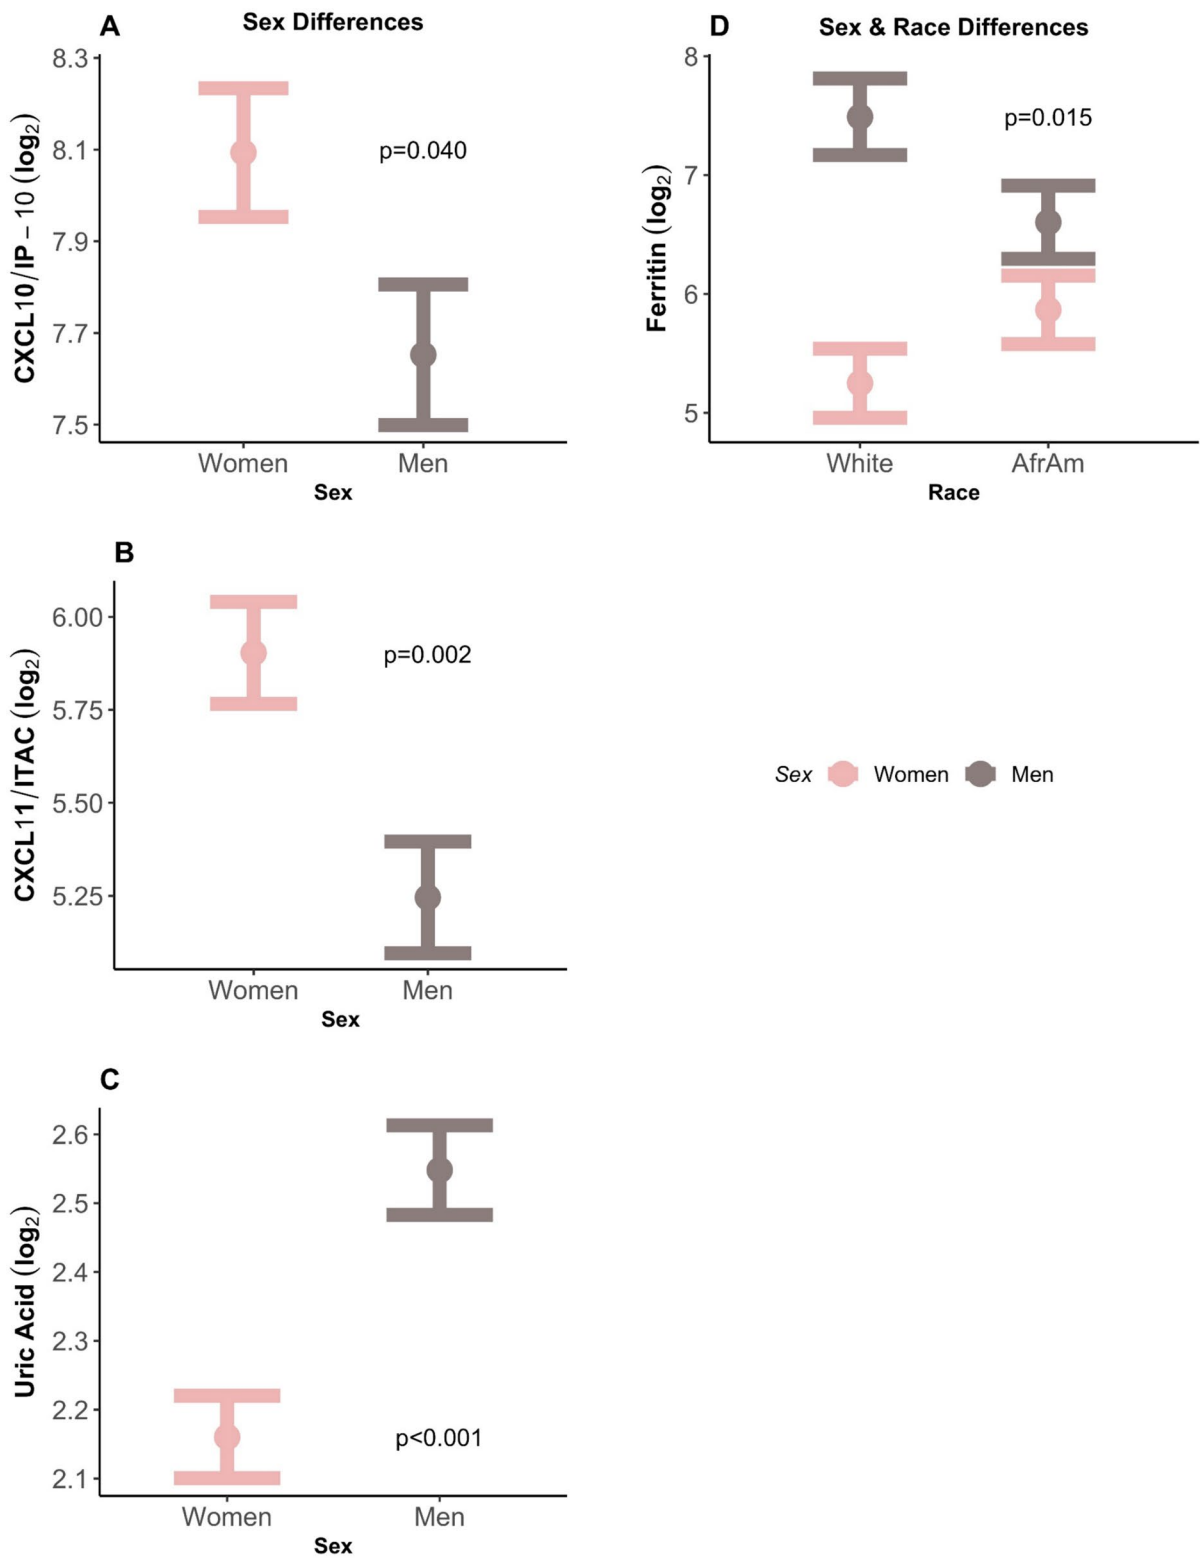 A
Sex Differences
CXCL10/IP − 10 (log₂)
8.3
8.1
7.9
7.7
7.5
p=0.040
Women
Men
Sex
D
Sex & Race Differences
Ferritin (log₂)
8
7
6
5
p=0.015
White
AfrAm
Race
B
CXCL11/ITAC (log₂)
6.00
5.75
5.50
5.25
p=0.002
Women
Men
Sex
Sex Women Men
C
Uric Acid (log₂)
2.6
2.5
2.4
2.3
2.2
2.1
p<0.001
Women
Men
Sex